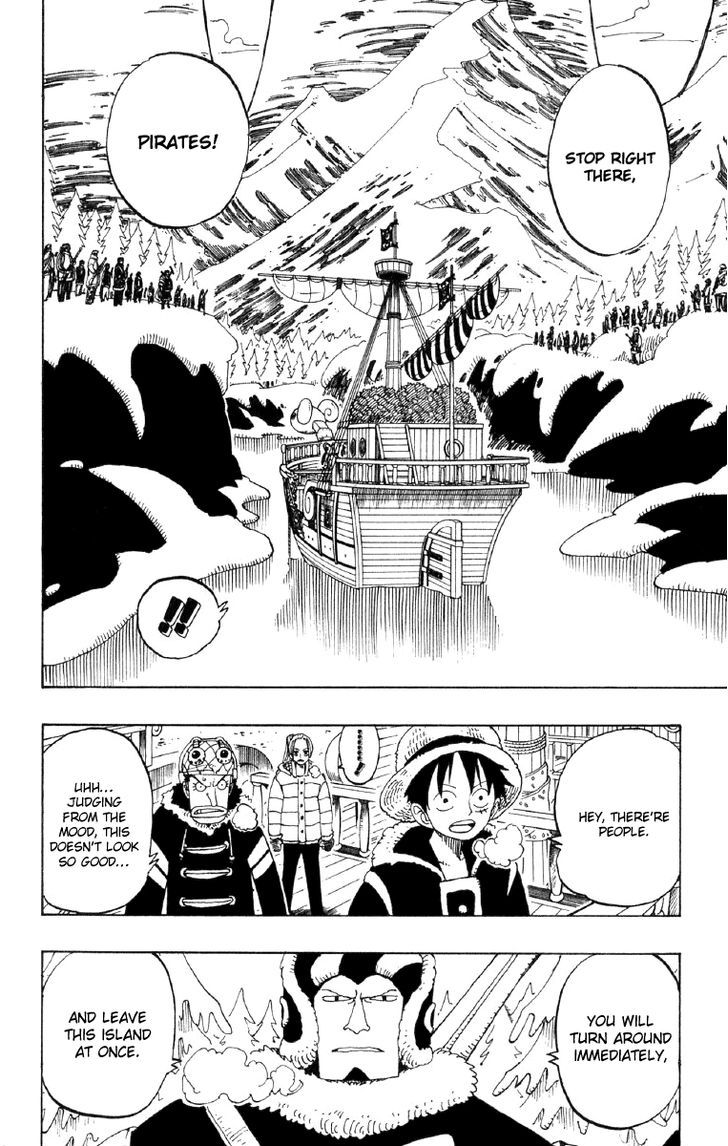 STOP RIGHT
THERE,
PIRATES!
!!
HEY, THERE'RE
PEOPLE.
......!!
UHH...
JUDGING
FROM THE
MOOD, THIS
DOESN'T LOOK
SO GOOD...
YOU WILL
TURN AROUND
IMMEDIATELY,
AND LEAVE
THIS ISLAND
AT ONCE.